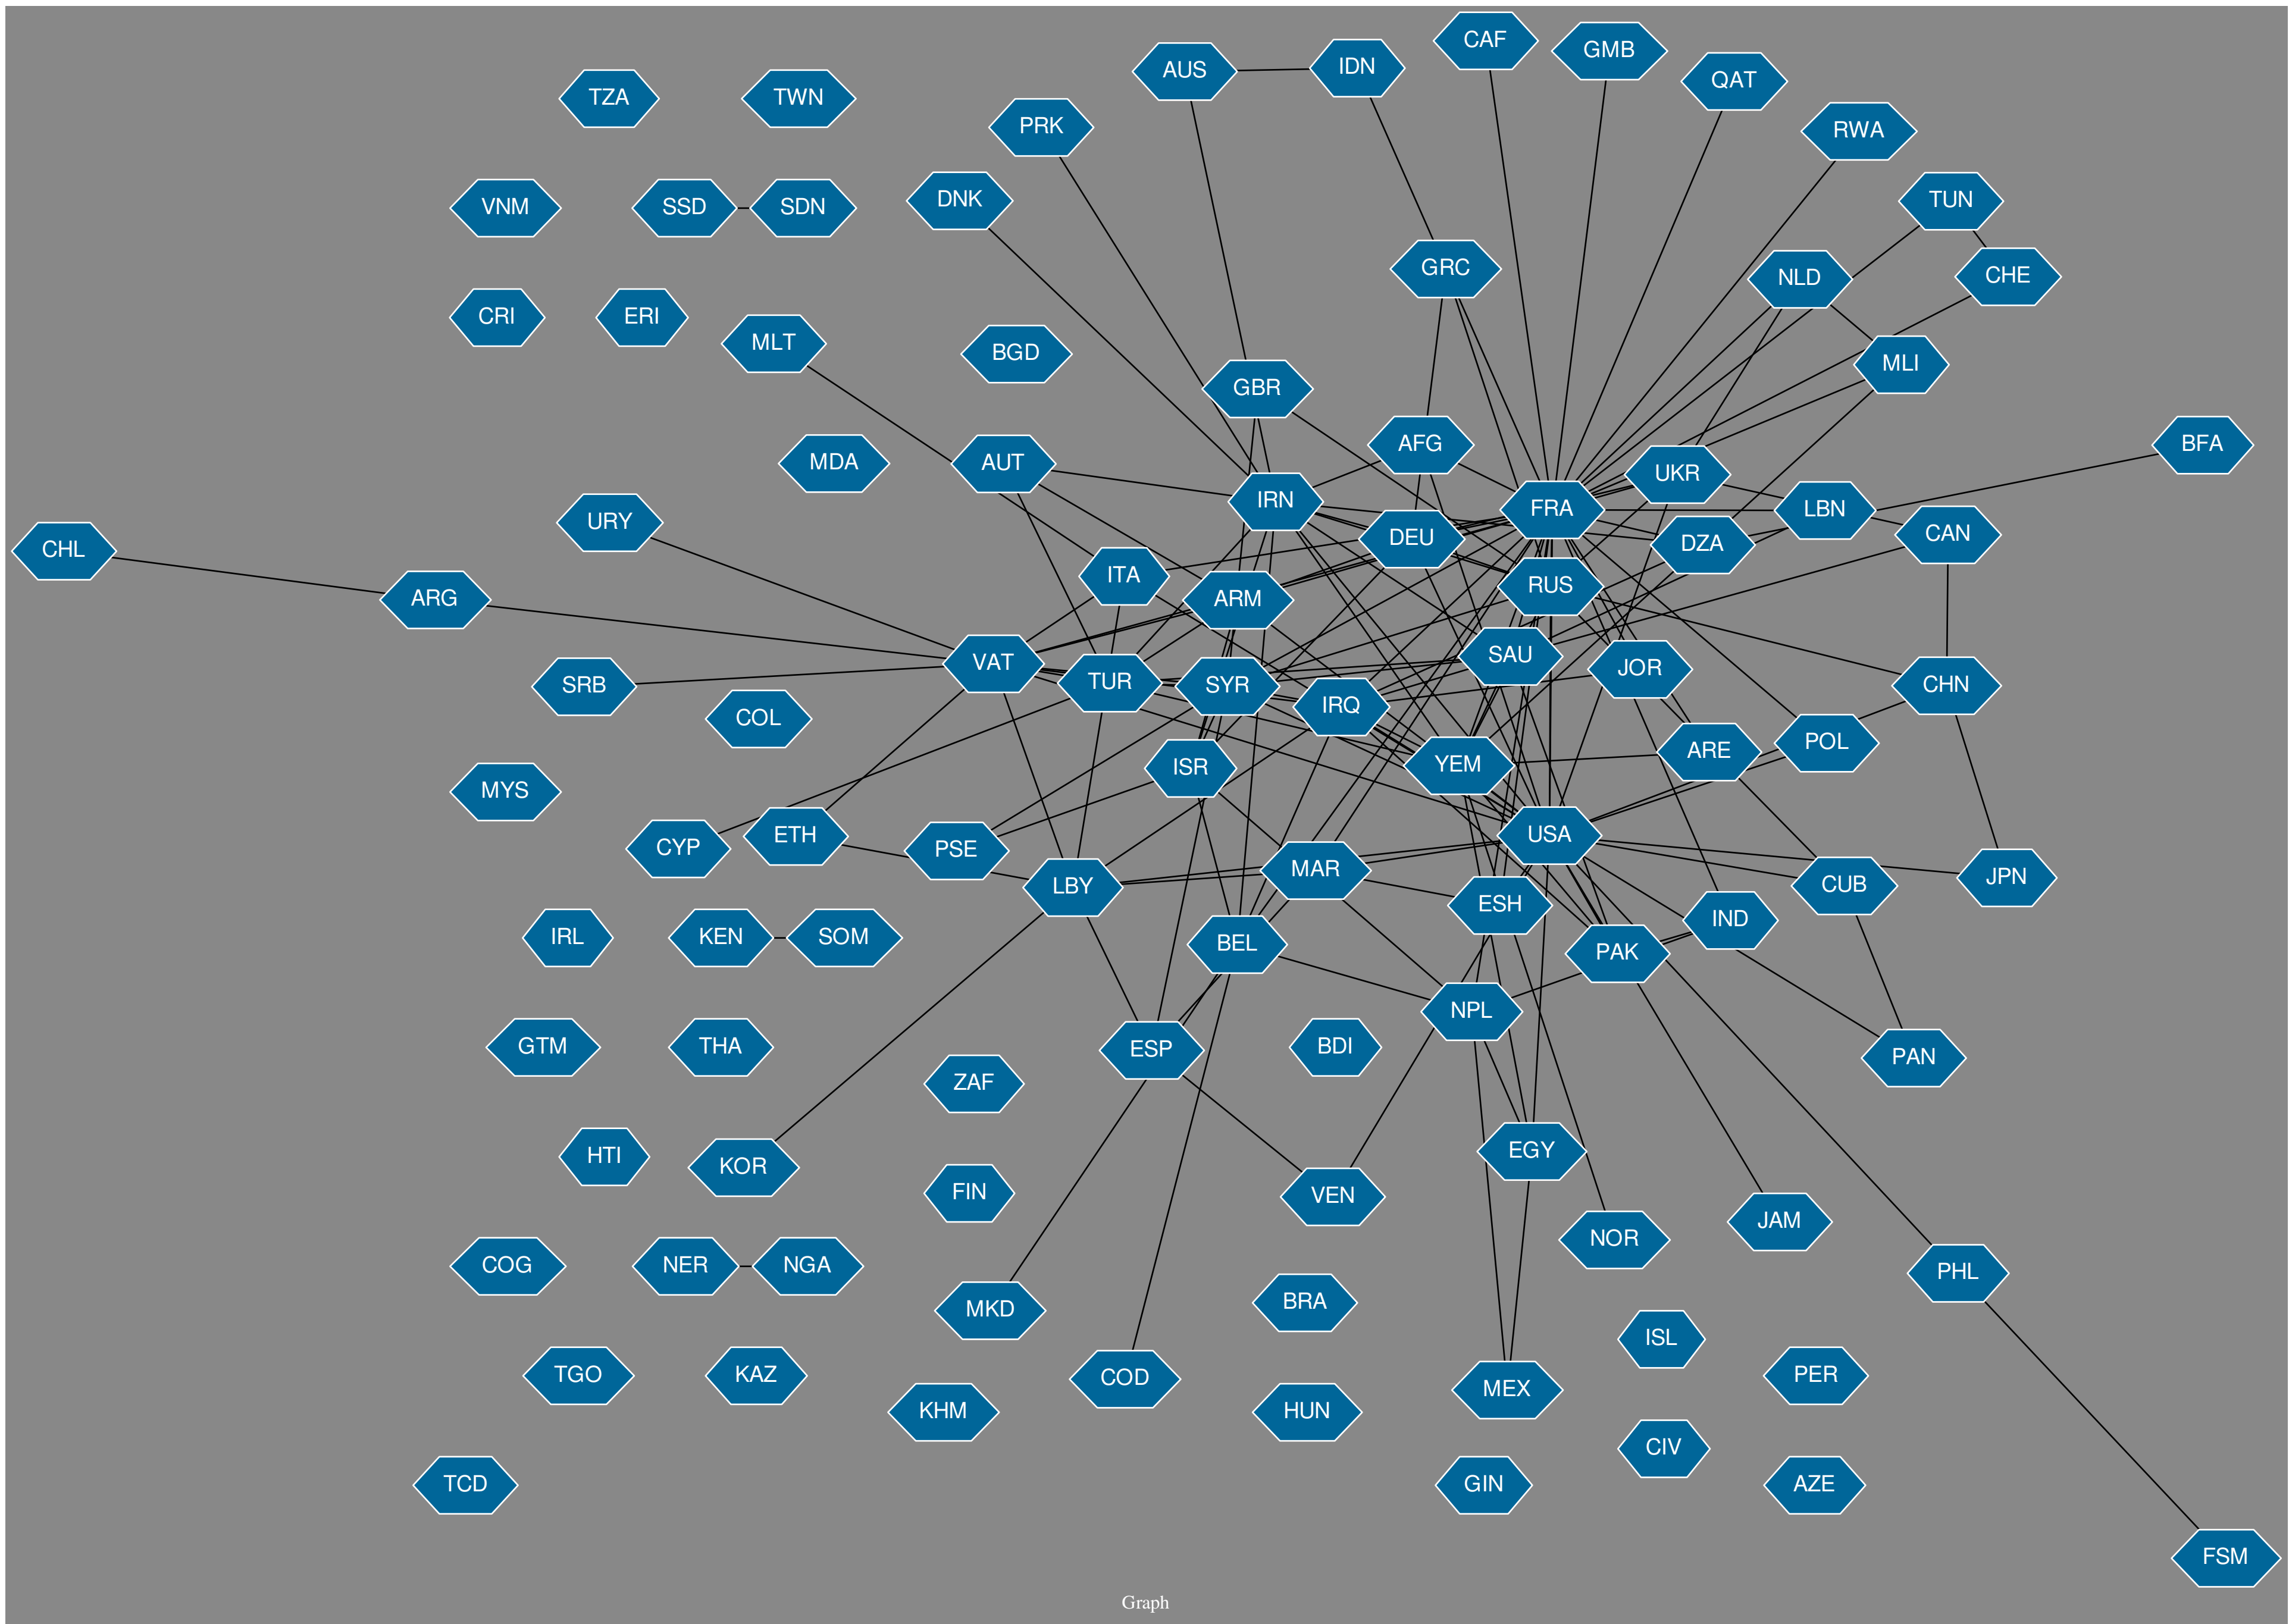 CAF
GMB
IDN
AUS
QAT
TZA
TWN
PRK
RWA
DNK
TUN
VNM
SSD
SDN
GRC
CHE
NLD
CRI
ERI
MLT
BGD
MLI
GBR
AFG
BFA
MDA
AUT
UKR
IRN
FRA
LBN
URY
CAN
DEU
DZA
CHL
ITA
RUS
ARG
ARM
SAU
VAT
JOR
TUR
SYR
SRB
CHN
IRQ
COL
POL
ARE
YEM
ISR
MYS
ETH
USA
CYP
PSE
MAR
JPN
LBY
CUB
ESH
IND
IRL
KEN
SOM
BEL
PAK
NPL
GTM
THA
ESP
BDI
PAN
ZAF
EGY
HTI
KOR
FIN
VEN
JAM
NOR
COG
NER
NGA
PHL
BRA
MKD
ISL
TGO
KAZ
COD
PER
MEX
KHM
HUN
CIV
TCD
GIN
AZE
FSM
Graph